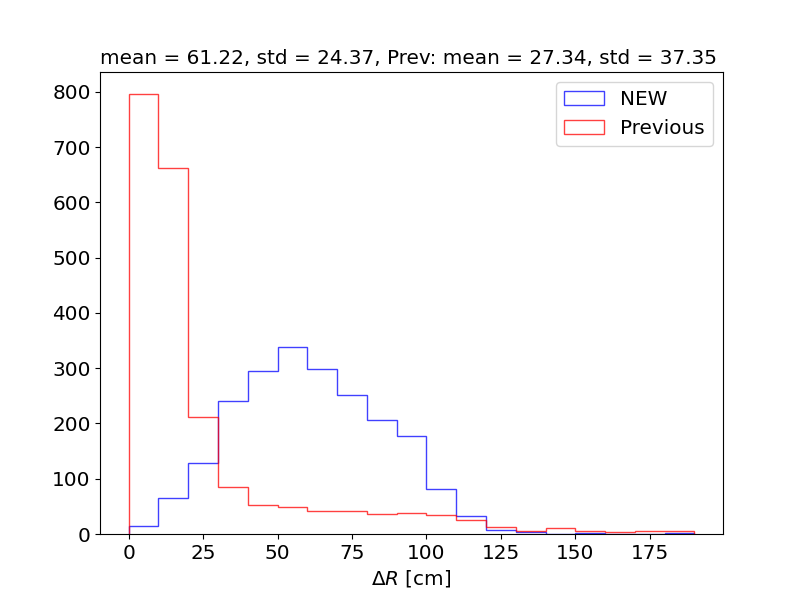 mean = 61.22, std = 24.37, Prev: mean = 27.34, std = 37.35
800
700
600
500
400
300
200
100
0
NEW
Previous
0 25 50 75 100 125 150 175
ΔR [cm]